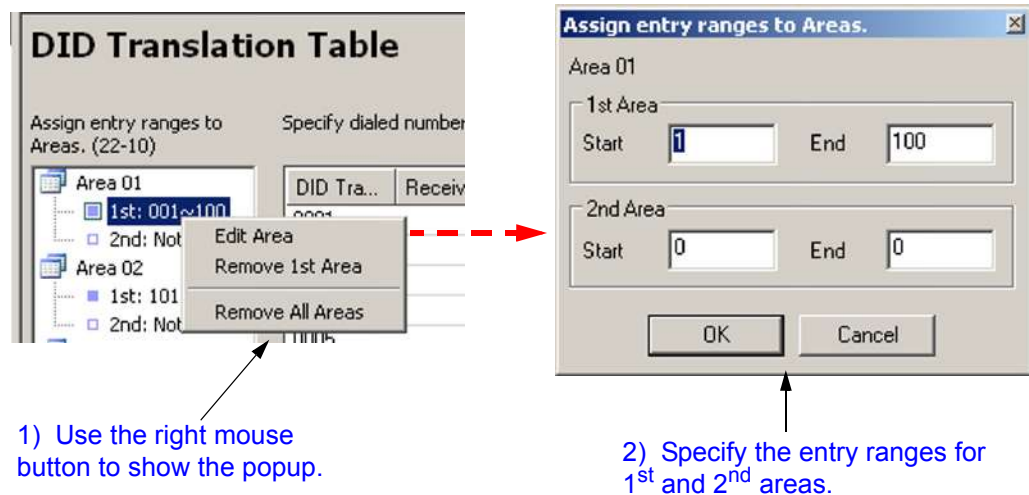 DID Translation Table
Assign entry ranges to
Areas. (22-10)
Specify dialed number
Area 01
1st: 001~100
2nd: Not
Area 02
1st: 101
2nd: Not
DID Tra...
Receiv
0001
0005
Edit Area
Remove 1st Area
Remove All Areas
1) Use the right mouse
button to show the popup.
Assign entry ranges to Areas.
Area 01
1st Area
Start 1 End 100
2nd Area
Start 0 End 0
OK Cancel
2) Specify the entry ranges for
1st and 2nd areas.